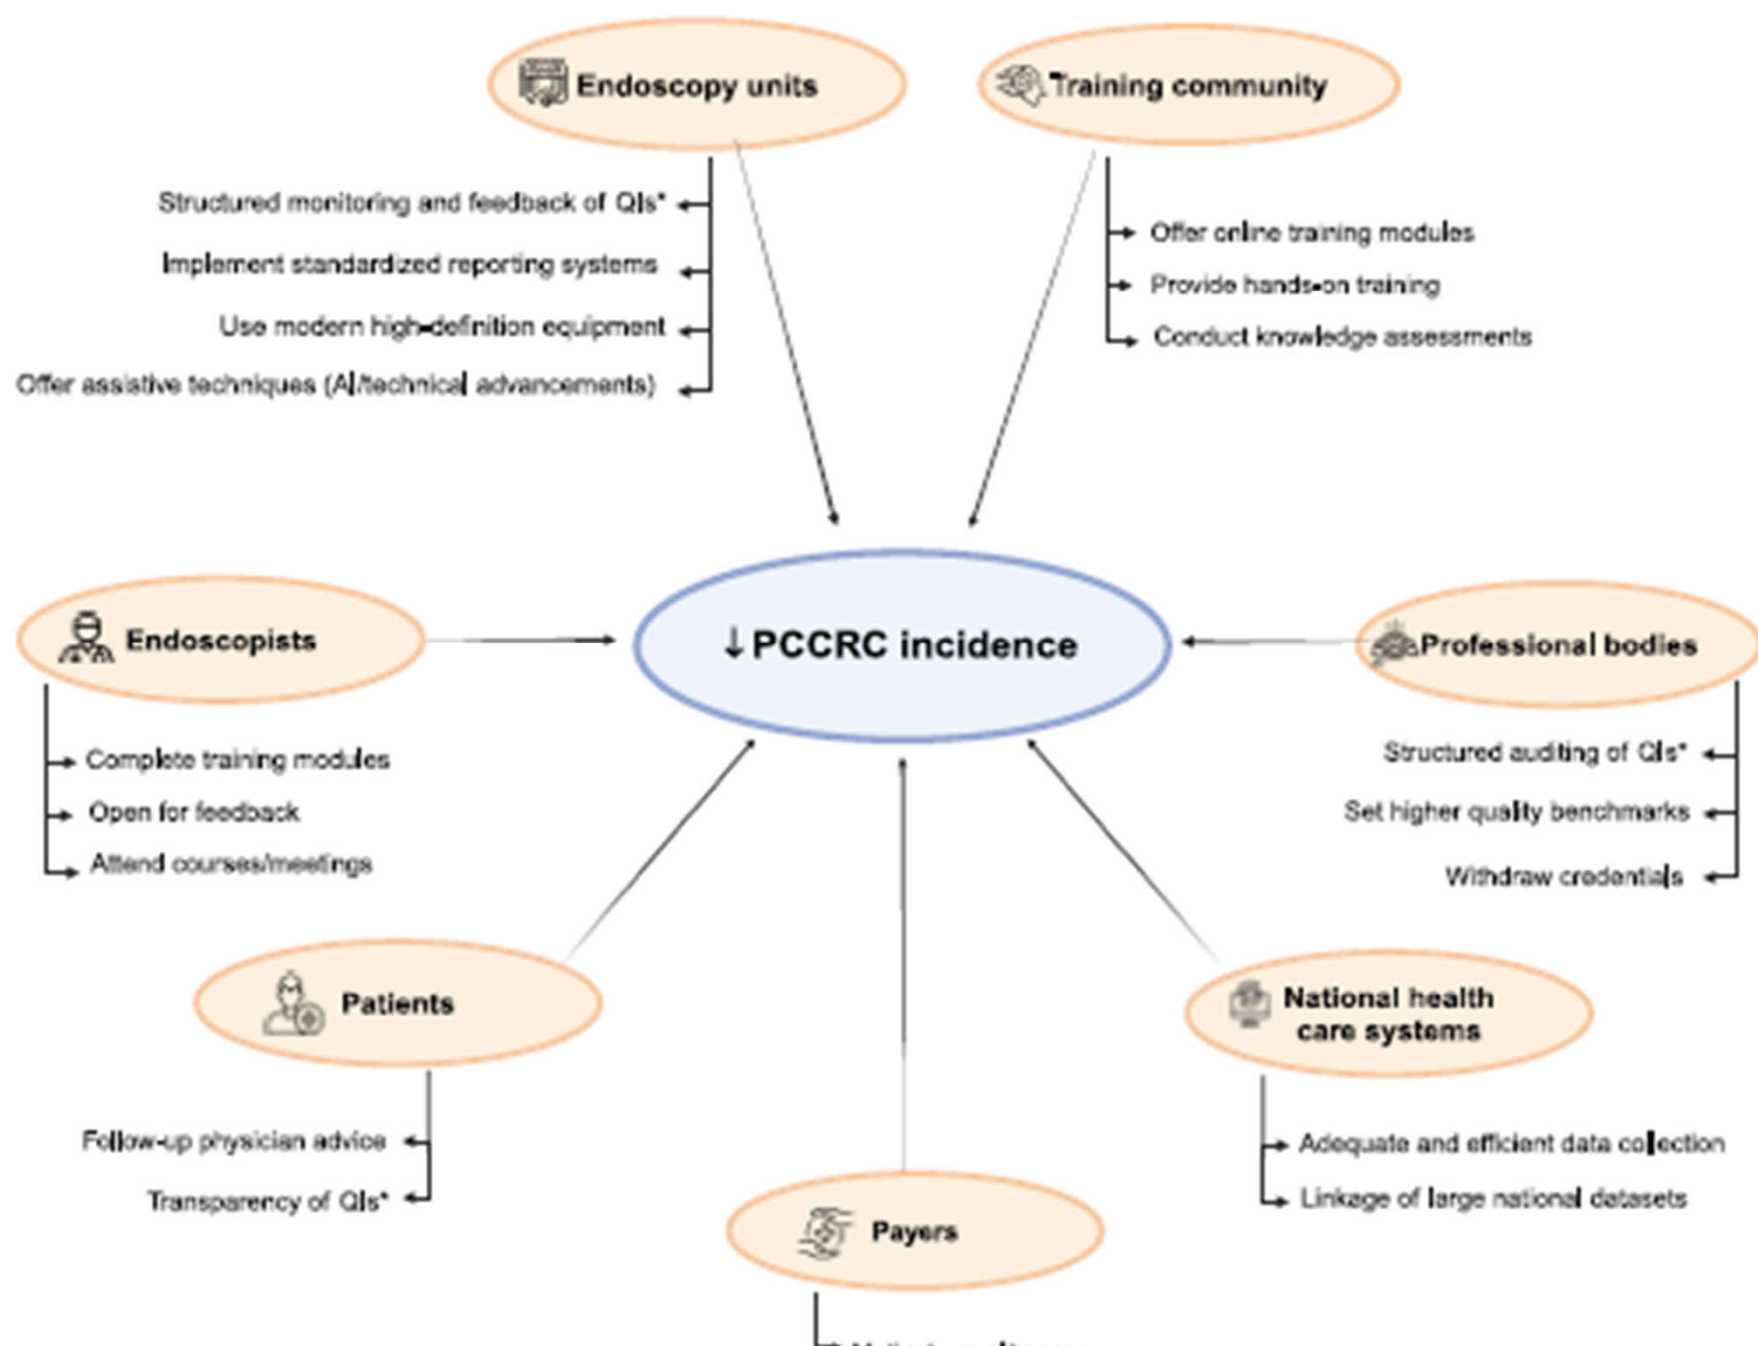 Endoscopy units
Structured monitoring and feedback of QIs*
Implement standardized reporting systems
Use modern high-definition equipment
Offer assistive techniques (AI/technical advancements)
Training community
Offer online training modules
Provide hands-on training
Conduct knowledge assessments
Endoscopists
Complete training modules
Open for feedback
Attend courses/meetings
↓PCCRC incidence
Professional bodies
Structured auditing of QIs*
Set higher quality benchmarks
Withdraw credentials
Patients
Follow-up physician advice
Transparency of QIs*
National health
care systems
Adequate and efficient data collection
Linkage of large national datasets
Payers